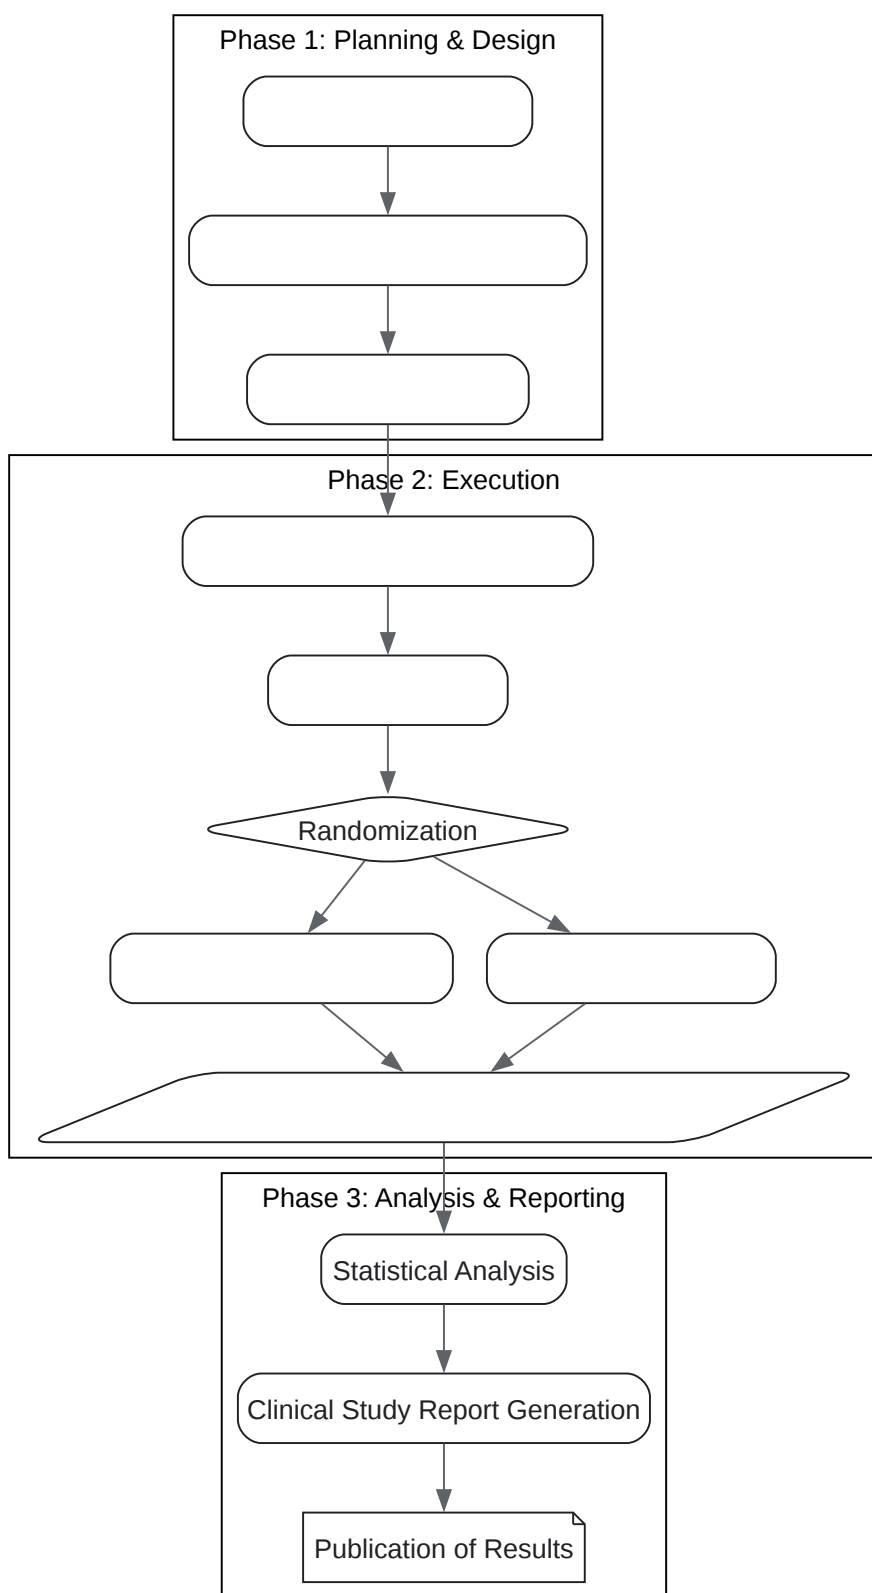 Phase 1: Planning & Design
Phase 2: Execution
Randomization
Phase 3: Analysis & Reporting
Statistical Analysis
Clinical Study Report Generation
Publication of Results